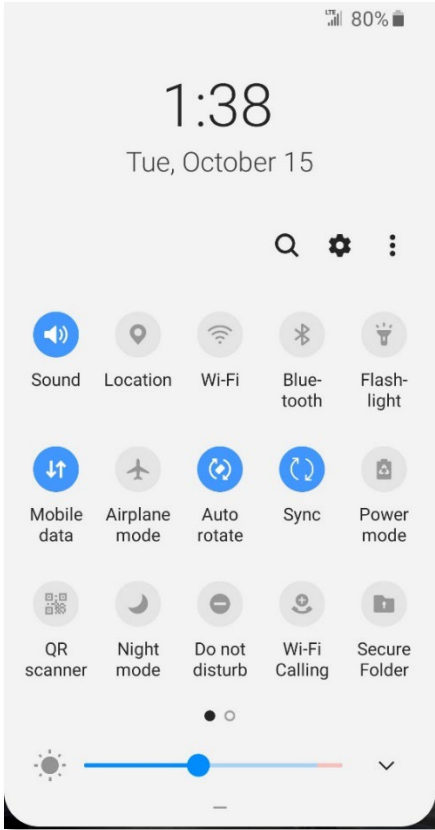 LTE 80%
1:38
Tue, October 15
Sound Location Wi-Fi Blue- Flash-
tooth light
Mobile Airplane Auto Sync Power
data mode rotate mode
QR Night Do not Wi-Fi Secure
scanner mode disturb Calling Folder